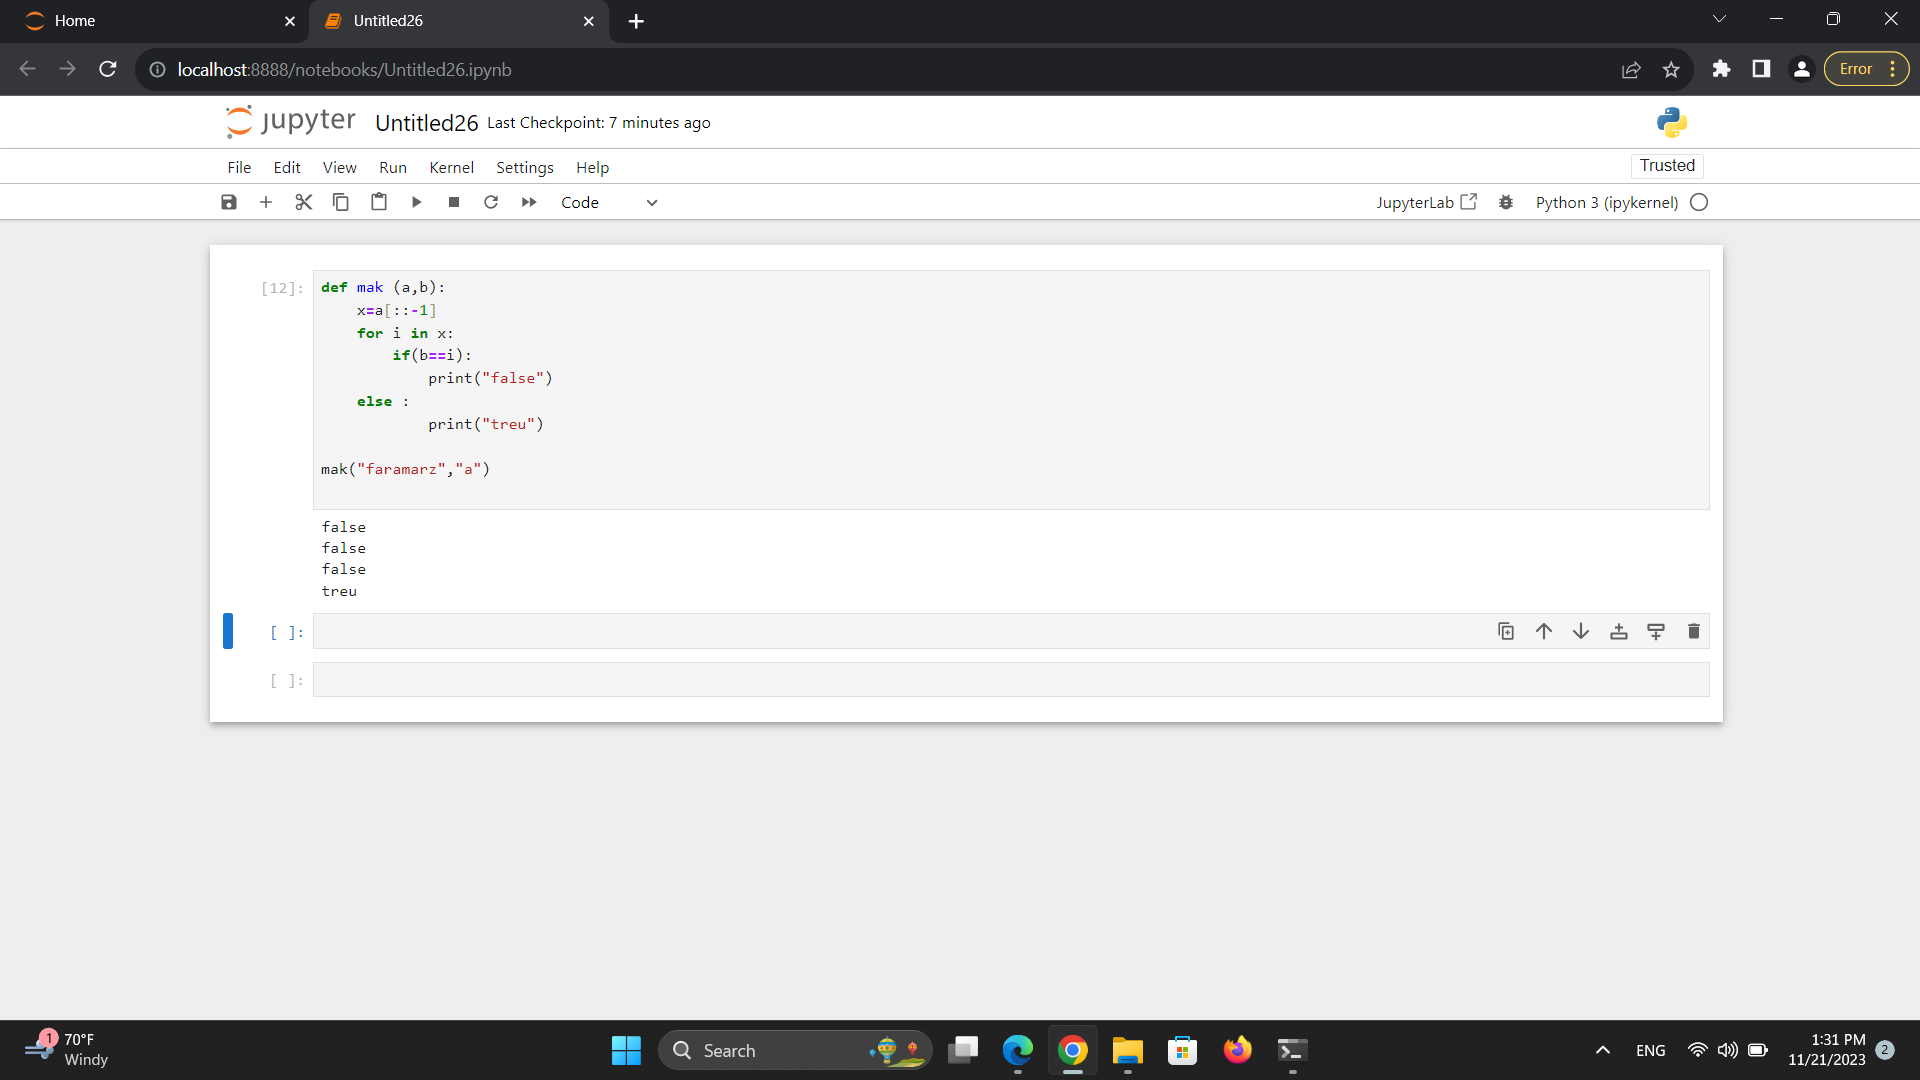 Home
Untitled26
localhost:8888/notebooks/Untitled26.ipynb
Error
jupyter Untitled26 Last Checkpoint: 7 minutes ago
File Edit View Run Kernel Settings Help
Trusted
Code
JupyterLab
Python 3 (ipykernel)
[12]:
def mak (a,b):
    x=a[::-1]
    for i in x:
        if(b==i):
            print("false")
    else :
            print("treu")
mak("faramarz","a")
false
false
false
treu
[ ]:
[ ]:
1
70°F
Windy
Search
ENG
1:31 PM
11/21/2023
2